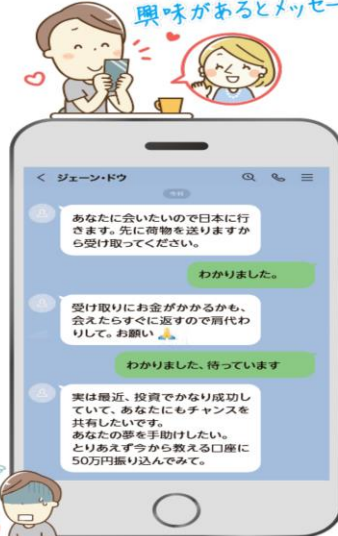 興味があるとメッセー
ジェーン・ドウ
今日
あなたに会いたいので日本に行
きます。先に荷物を送りますか
ら受け取ってください。
わかりました。
受け取りにお金がかかるかも、
会えたらすぐに返すので肩代わ
りして。お願い🙏
わかりました、待っています
実は最近、投資でかなり成功し
ていて、あなたにもチャンスを
共有したいです。
あなたの夢を手助けしたい。
とりあえず今から教える口座に
50万円振り込んでみて。